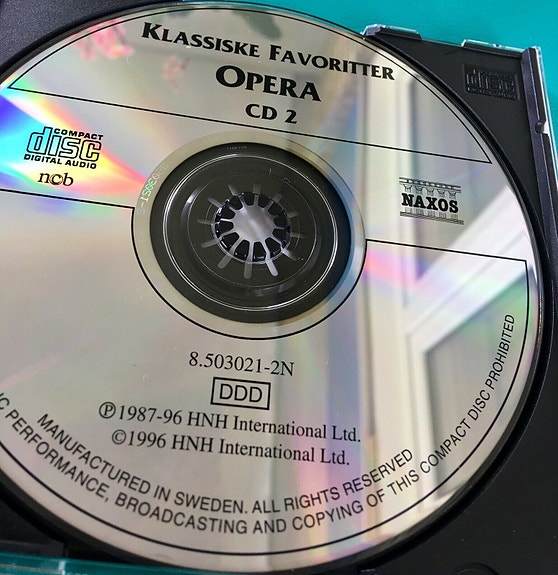 KLASSISKE FAVORITTER
OPERA
CD 2
COMPACT
disc
DIGITAL AUDIO
ncb
NAXOS
8.503021-2N
DDD
℗1987-96 HNH International Ltd.
©1996 HNH International Ltd.
MANUFACTURED IN SWEDEN. ALL RIGHTS RESERVED
PERFORMANCE, BROADCASTING AND COPYING OF THIS COMPACT DISC PROHIBITED